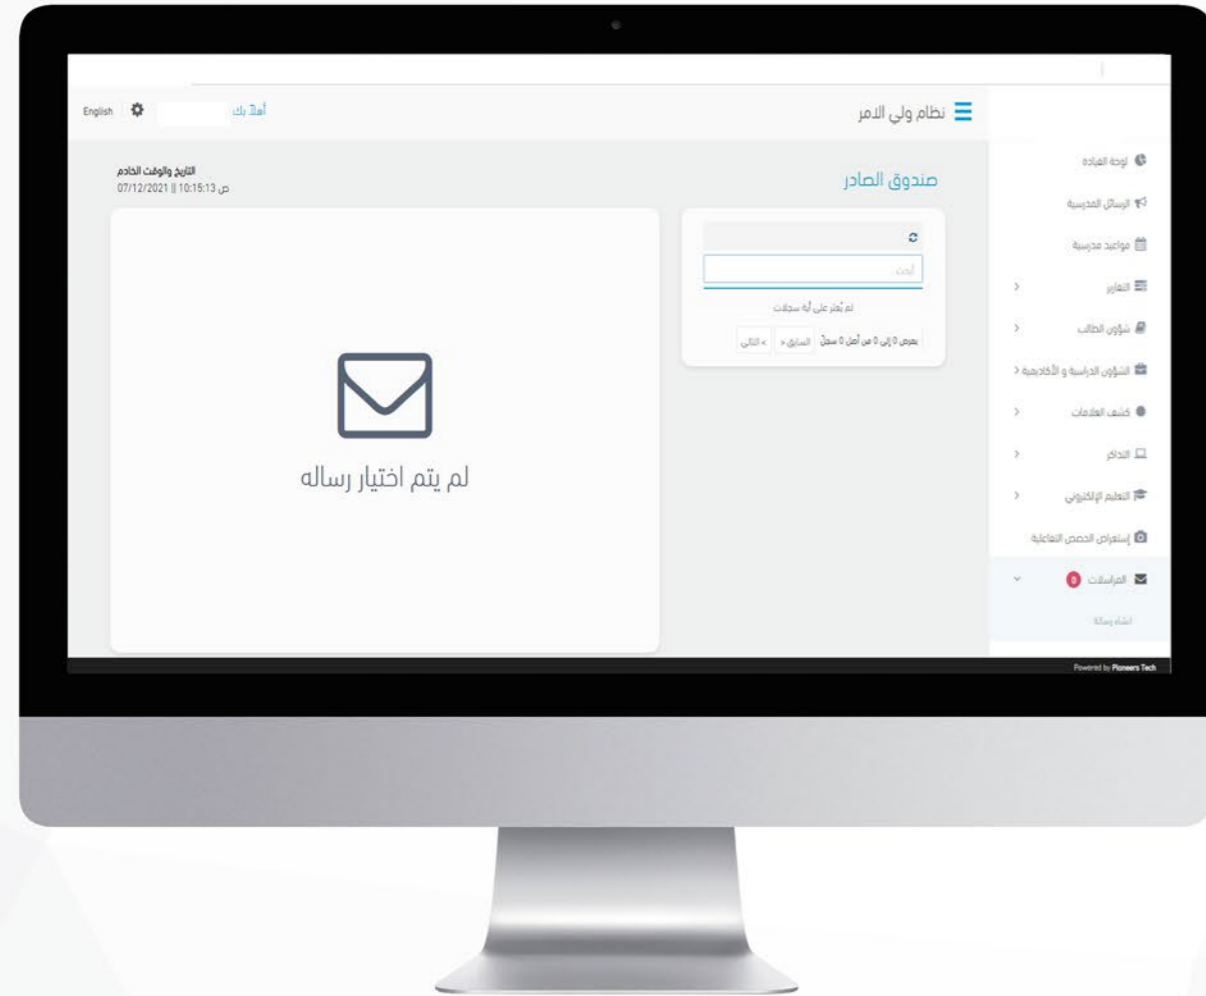 نظام ولي الامر
أهلاً بك
English
لوحة القيادة
الرسائل المدرسية
مواعيد مدرسية
التقارير
شؤون الطالب
الشؤون الدراسية و الأكاديمية
كشف العلامات
التذاكر
التعليم الإلكتروني
إستعراض الحصص التفاعلية
المراسلات 0
انشاء رسالة
صندوق الصادر
التاريخ والوقت الخادم
07/12/2021 || 10:15:13 ص
أبحث
لم يُعثر على أية سجلات
يعرض 0 إلى 0 من أصل 0 سجلّ
السابق >
< التالي
لم يتم اختيار رساله
Powered by Pioneers Tech